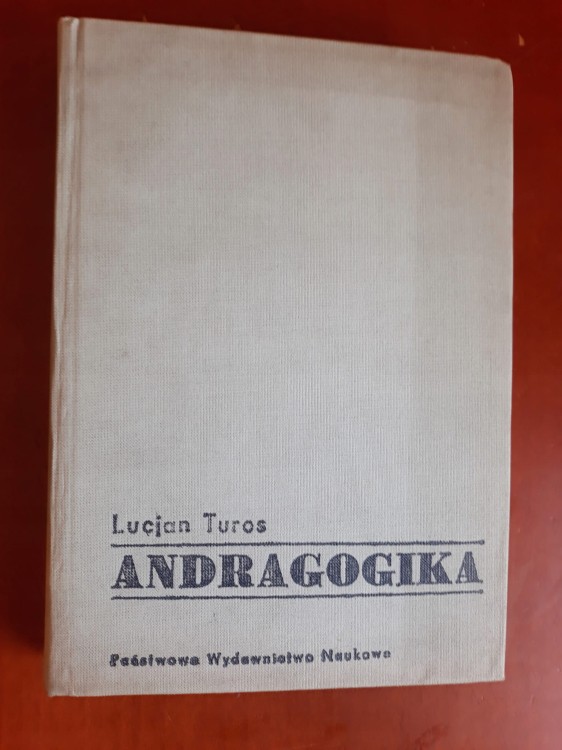 Lucjan Turos
ANDRAGOGIKA
Państwowe Wydawnictwo Naukowe